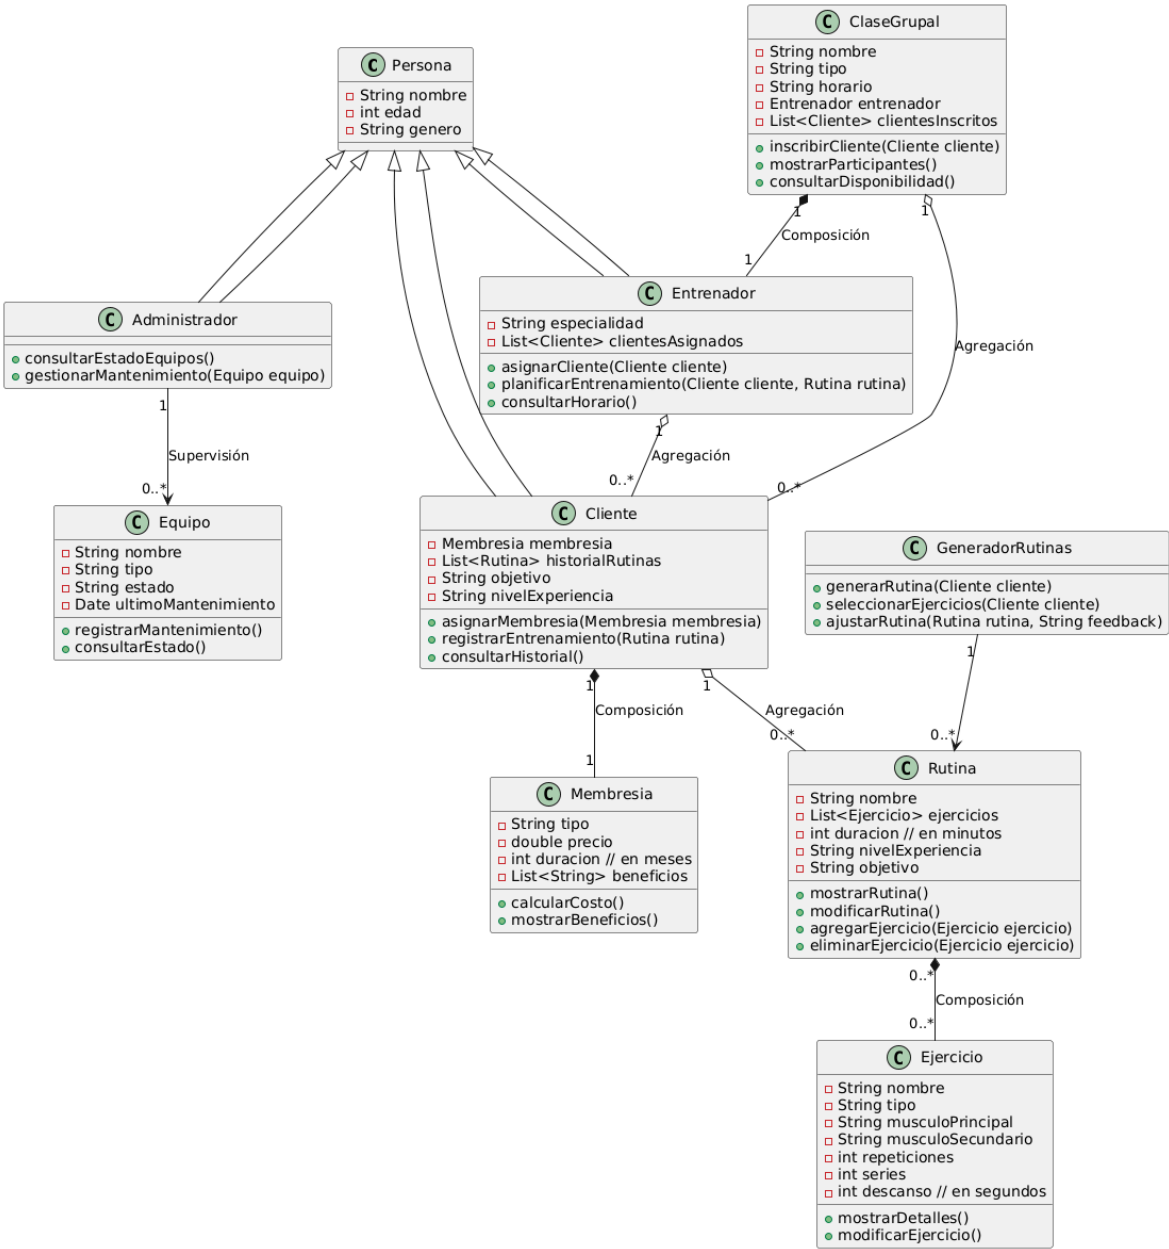 C ClaseGrupal
String nombre
String tipo
String horario
Entrenador entrenador
List<Cliente> clientesInscritos
inscribirCliente(Cliente cliente)
mostrarParticipantes()
consultarDisponibilidad()
C Persona
String nombre
int edad
String genero
1
1
Composición
1
Agregación
0..*
C Entrenador
String especialidad
List<Cliente> clientesAsignados
asignarCliente(Cliente cliente)
planificarEntrenamiento(Cliente cliente, Rutina rutina)
consultarHorario()
C Administrador
consultarEstadoEquipos()
gestionarMantenimiento(Equipo equipo)
1
Supervisión
0..*
1
Agregación
0..*
C Equipo
String nombre
String tipo
String estado
Date ultimoMantenimiento
registrarMantenimiento()
consultarEstado()
C Cliente
Membresia membresia
List<Rutina> historialRutinas
String objetivo
String nivelExperiencia
asignarMembresia(Membresia membresia)
registrarEntrenamiento(Rutina rutina)
consultarHistorial()
C GeneradorRutinas
generarRutina(Cliente cliente)
seleccionarEjercicios(Cliente cliente)
ajustarRutina(Rutina rutina, String feedback)
1
Composición
1
1
Agregación
0..*
1
0..*
C Membresia
String tipo
double precio
int duracion // en meses
List<String> beneficios
calcularCosto()
mostrarBeneficios()
C Rutina
String nombre
List<Ejercicio> ejercicios
int duracion // en minutos
String nivelExperiencia
String objetivo
mostrarRutina()
modificarRutina()
agregarEjercicio(Ejercicio ejercicio)
eliminarEjercicio(Ejercicio ejercicio)
0..*
Composición
0..*
C Ejercicio
String nombre
String tipo
String musculoPrincipal
String musculoSecundario
int repeticiones
int series
int descanso // en segundos
mostrarDetalles()
modificarEjercicio()